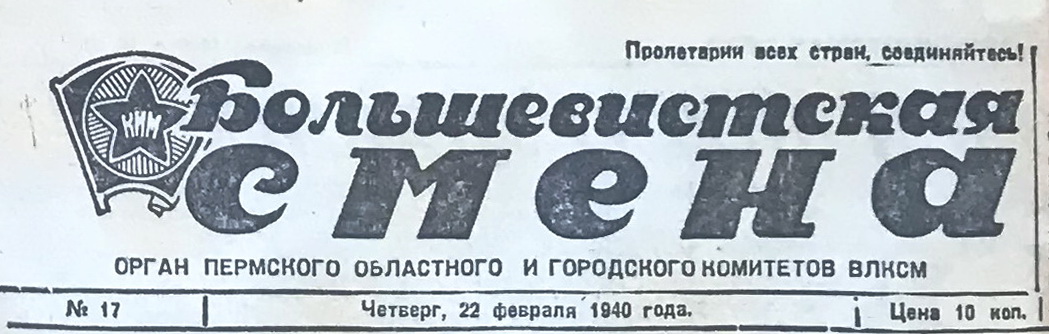 Пролетарии всех стран, соединяйтесь!
КИМ
Большевистская
смена
ОРГАН ПЕРМСКОГО ОБЛАСТНОГО И ГОРОДСКОГО КОМИТЕТОВ ВЛКСМ
№ 17 Четверг, 22 февраля 1940 года. Цена 10 коп.